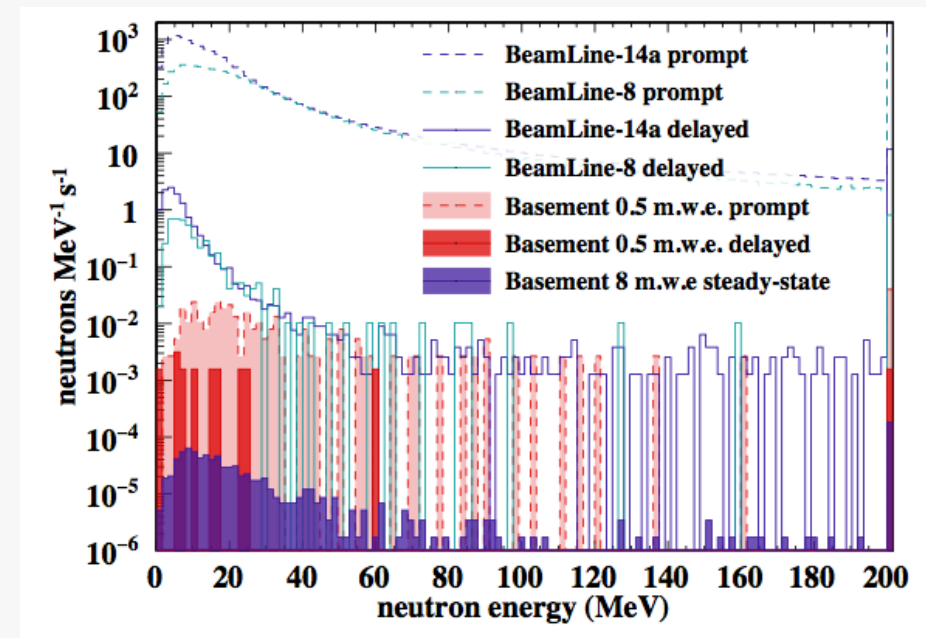 neutrons MeV⁻¹ s⁻¹
10³
10²
10
1
10⁻¹
10⁻²
10⁻³
10⁻⁴
10⁻⁵
10⁻⁶
BeamLine-14a prompt
BeamLine-8 prompt
BeamLine-14a delayed
BeamLine-8 delayed
Basement 0.5 m.w.e. prompt
Basement 0.5 m.w.e. delayed
Basement 8 m.w.e steady-state
0 20 40 60 80 100 120 140 160 180 200
neutron energy (MeV)